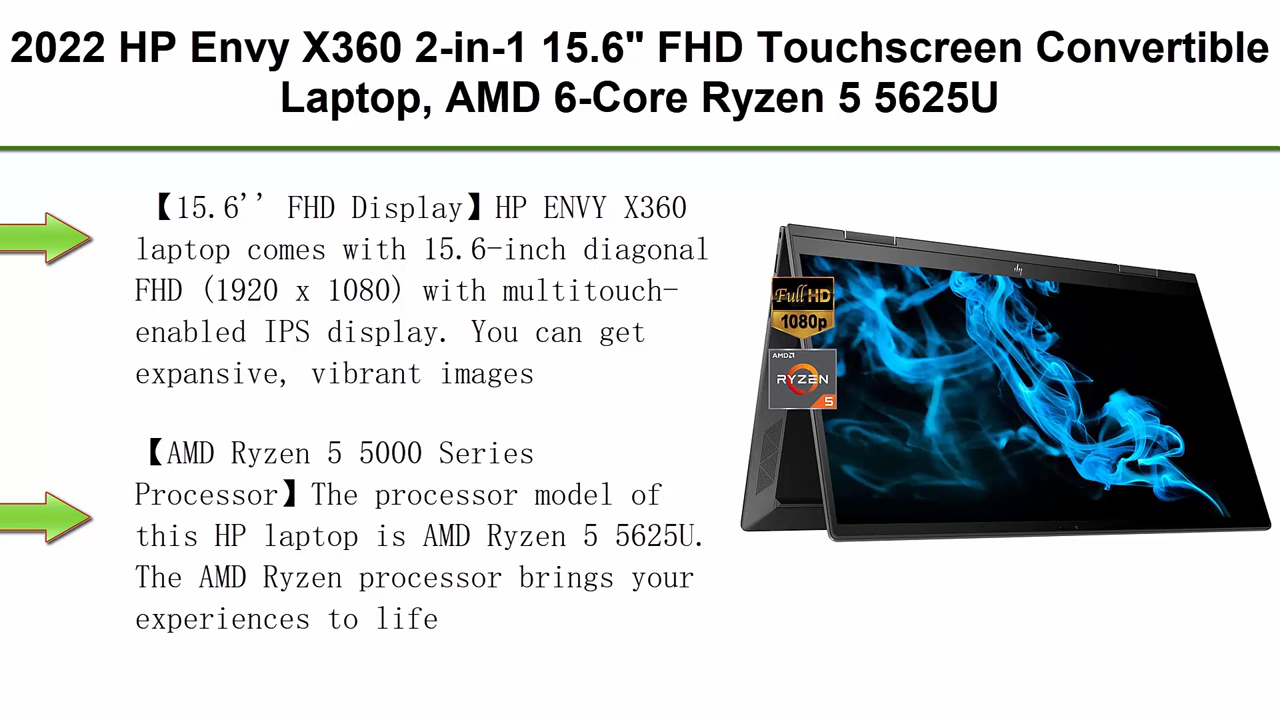 2022 HP Envy X360 2-in-1 15.6" FHD Touchscreen Convertible
Laptop, AMD 6-Core Ryzen 5 5625U
【15.6'' FHD Display】HP ENVY X360
laptop comes with 15.6-inch diagonal
FHD (1920 x 1080) with multitouch-
enabled IPS display. You can get
expansive, vibrant images
【AMD Ryzen 5 5000 Series
Processor】The processor model of
this HP laptop is AMD Ryzen 5 5625U.
The AMD Ryzen processor brings your
experiences to life
hp
Full HD
1080p
AMD
RYZEN
5